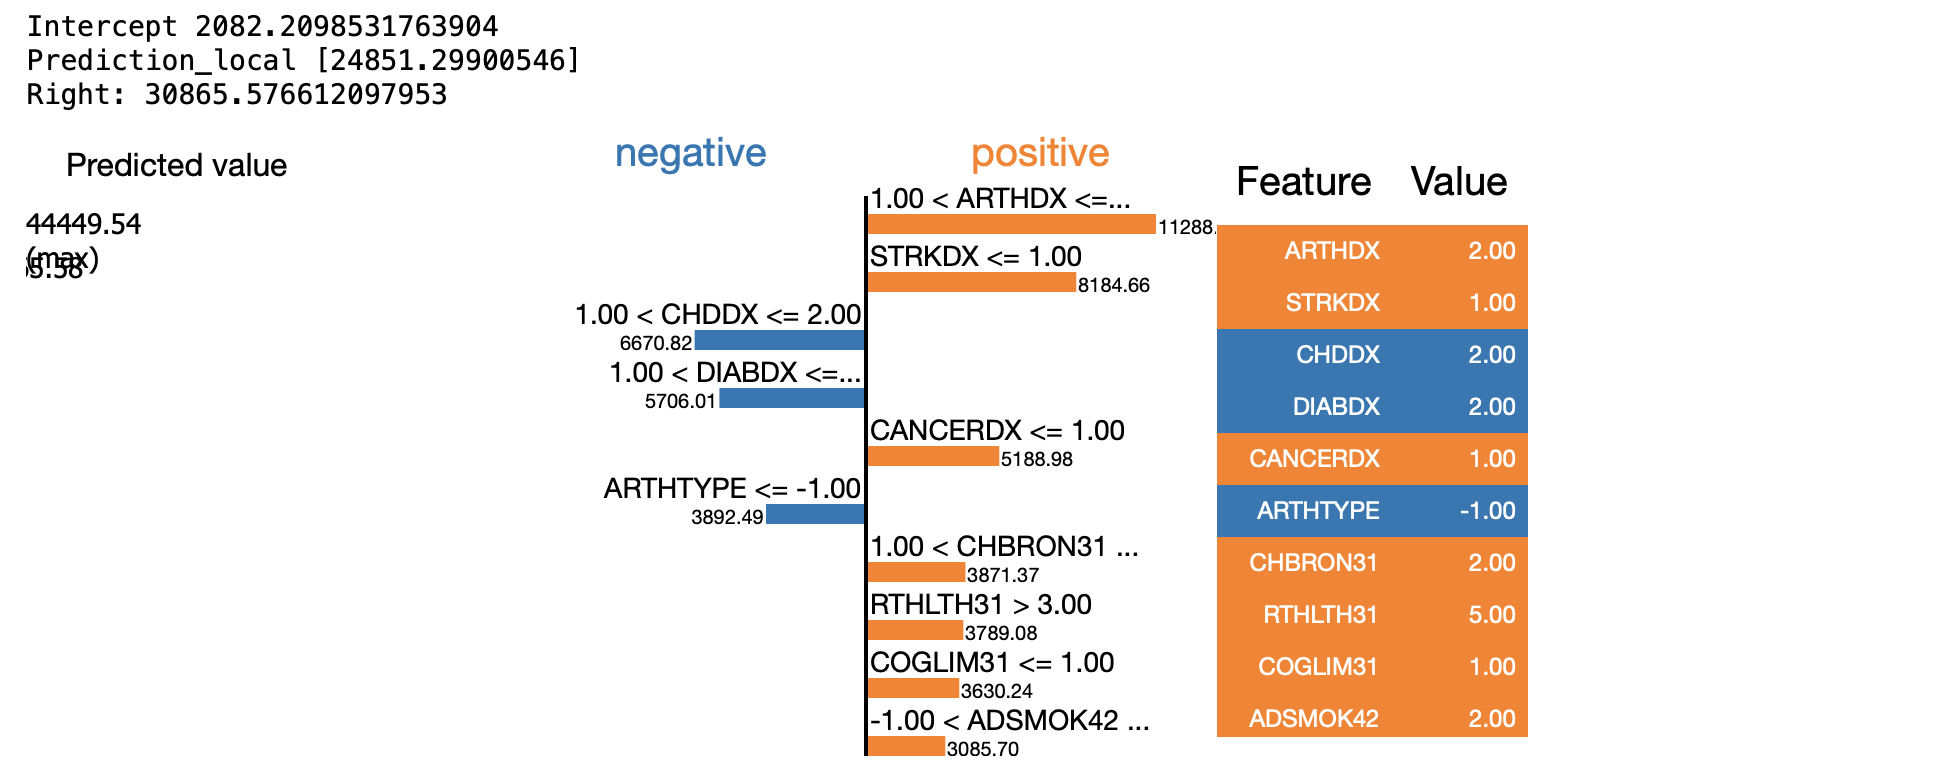 Intercept 2082.2098531763904
Prediction_local [24851.29900546]
Right: 30865.576612097953
Predicted value
44449.54
(max)
5.58
negative
positive
1.00 < ARTHDX <=...
11288.
STRKDX <= 1.00
8184.66
1.00 < CHDDX <= 2.00
6670.82
1.00 < DIABDX <=...
5706.01
CANCERDX <= 1.00
5188.98
ARTHTYPE <= -1.00
3892.49
1.00 < CHBRON31 ...
3871.37
RTHLTH31 > 3.00
3789.08
COGLIM31 <= 1.00
3630.24
-1.00 < ADSMOK42 ...
3085.70
Feature Value
ARTHDX 2.00
STRKDX 1.00
CHDDX 2.00
DIABDX 2.00
CANCERDX 1.00
ARTHTYPE -1.00
CHBRON31 2.00
RTHLTH31 5.00
COGLIM31 1.00
ADSMOK42 2.00